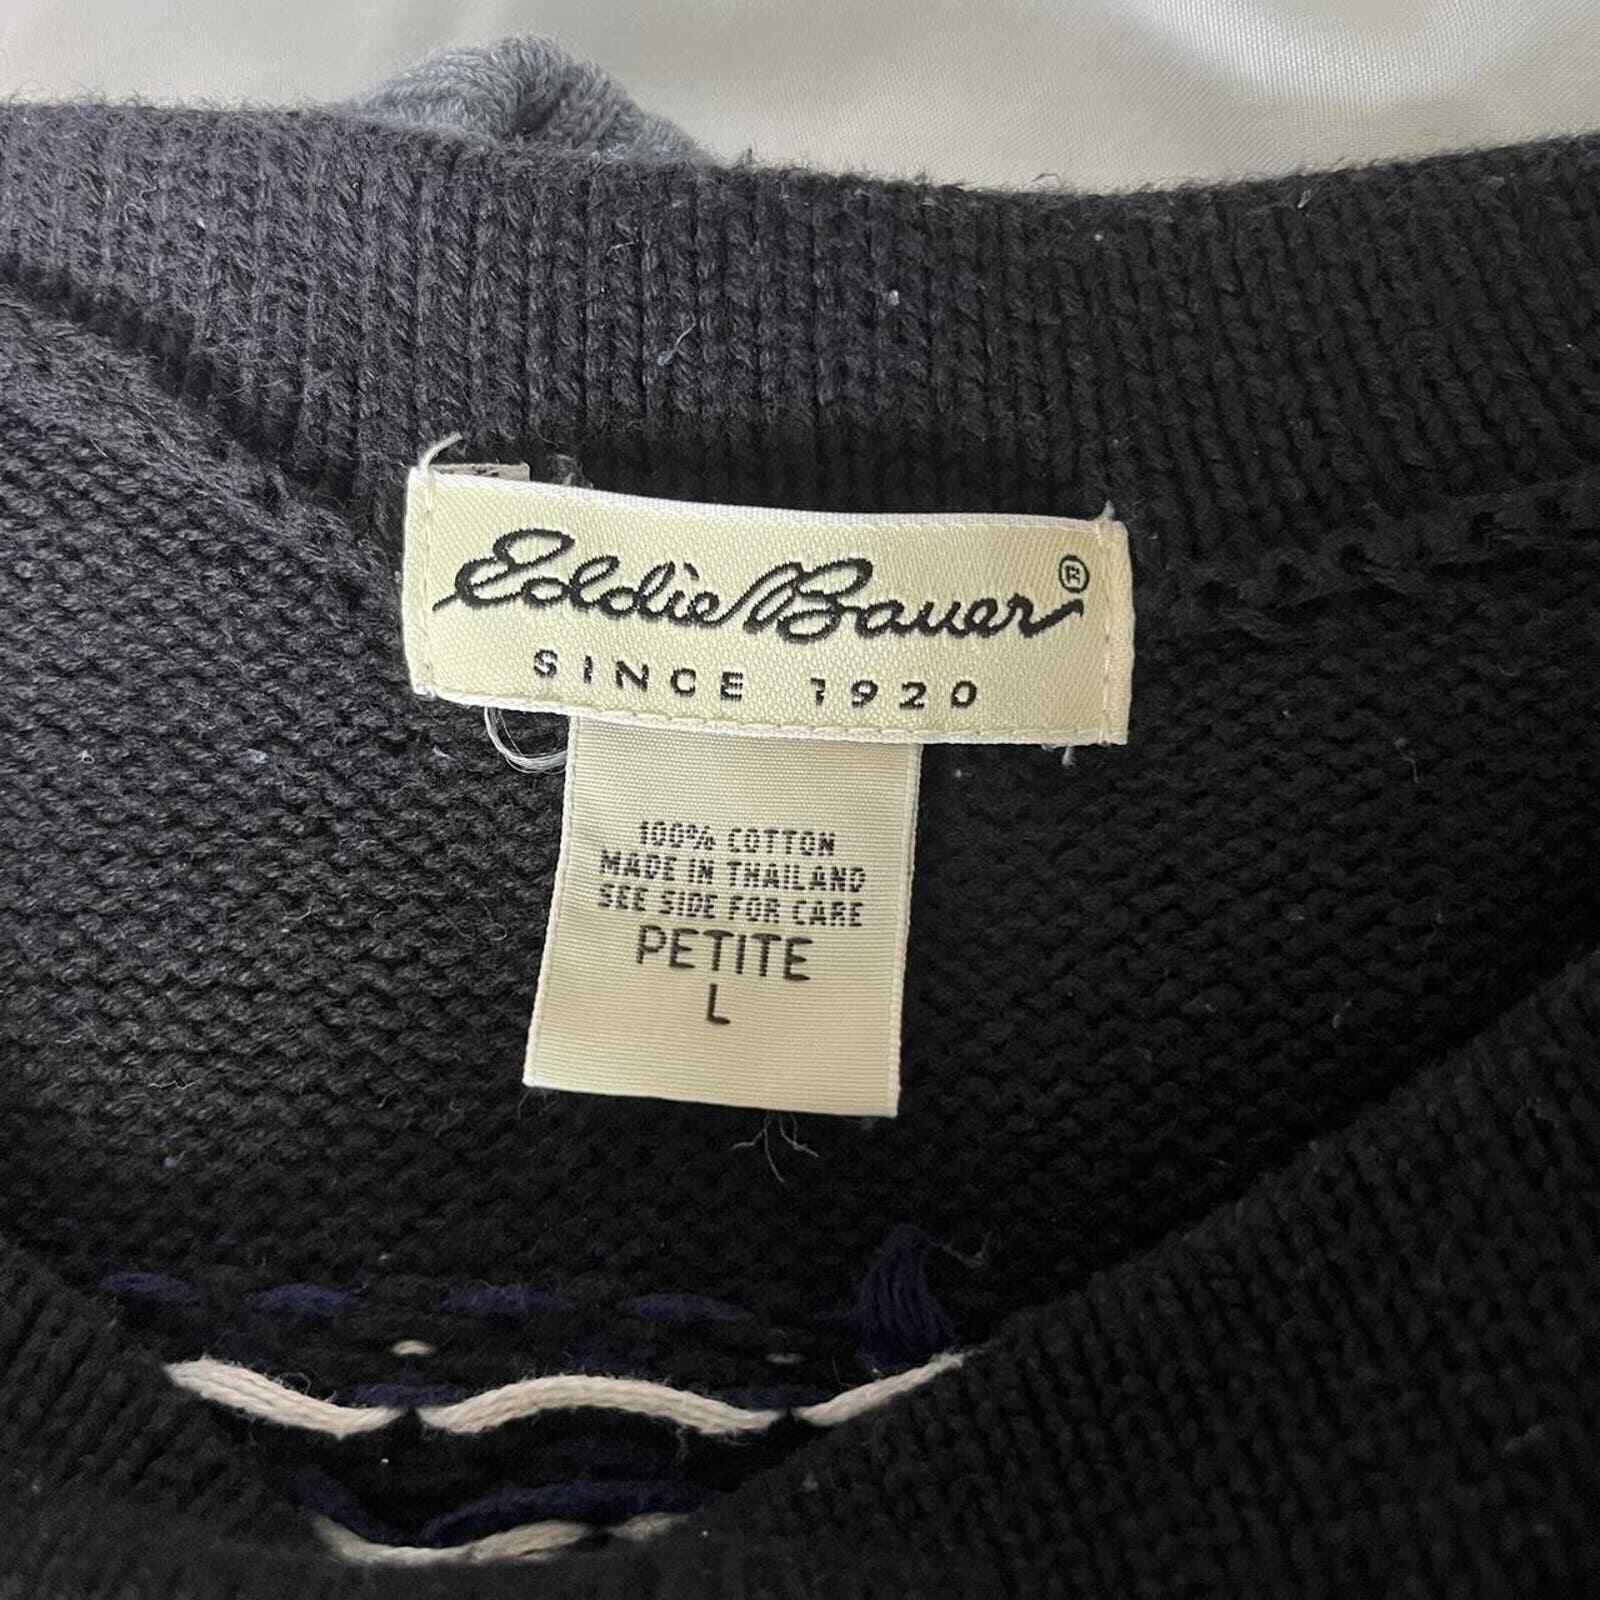 Eddie Bauer®
SINCE 1920
100% COTTON
MADE IN THAILAND
SEE SIDE FOR CARE
PETITE
L